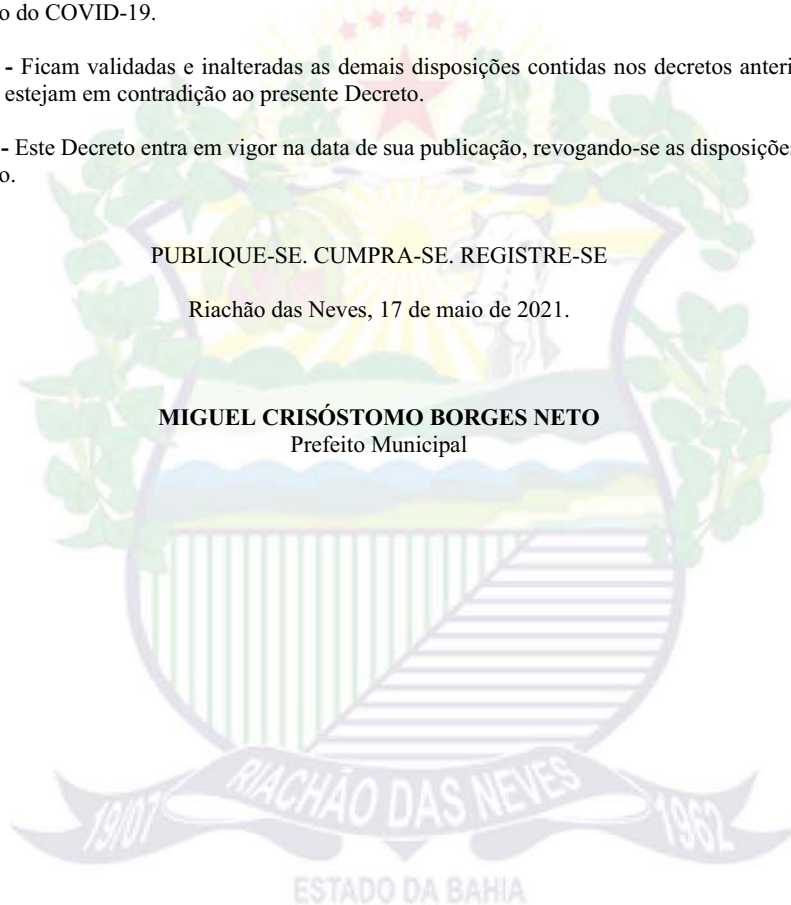 o do COVID-19.
- Ficam validadas e inalteradas as demais disposições contidas nos decretos anteri
estejam em contradição ao presente Decreto.
- Este Decreto entra em vigor na data de sua publicação, revogando-se as disposições
o.
PUBLIQUE-SE. CUMPRA-SE. REGISTRE-SE
Riachão das Neves, 17 de maio de 2021.
MIGUEL CRISÓSTOMO BORGES NETO
Prefeito Municipal
RIACHÃO DAS NEVES
19/07 1962
ESTADO DA BAHIA